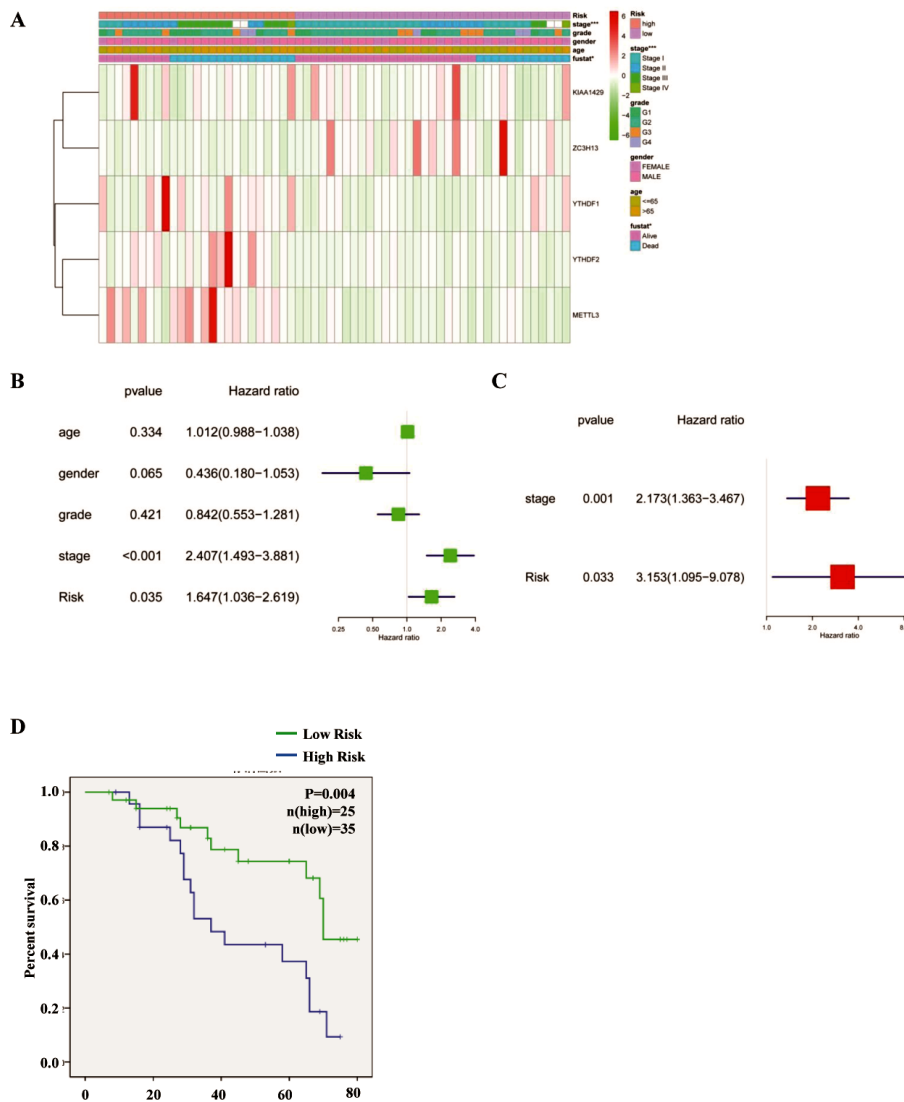 A
Risk
stage***
grade
gender
age
fustat*
KIAA1429
ZC3H13
YTHDF1
YTHDF2
METTL3
6
4
2
0
−2
−4
−6
Risk
high
low
stage***
Stage I
Stage II
Stage III
Stage IV
grade
G1
G2
G3
G4
gender
FEMALE
MALE
age
<=65
>65
fustat*
Alive
Dead
B
pvalue Hazard ratio
age 0.334 1.012(0.988−1.038)
gender 0.065 0.436(0.180−1.053)
grade 0.421 0.842(0.553−1.281)
stage <0.001 2.407(1.493−3.881)
Risk 0.035 1.647(1.036−2.619)
0.25 0.50 1.0 2.0 4.0
Hazard ratio
C
pvalue Hazard ratio
stage 0.001 2.173(1.363−3.467)
Risk 0.033 3.153(1.095−9.078)
1.0 2.0 4.0
Hazard ratio
D
Low Risk
High Risk
P=0.004
n(high)=25
n(low)=35
Percent survival
1.0
0.8
0.6
0.4
0.2
0.0
0 20 40 60 80